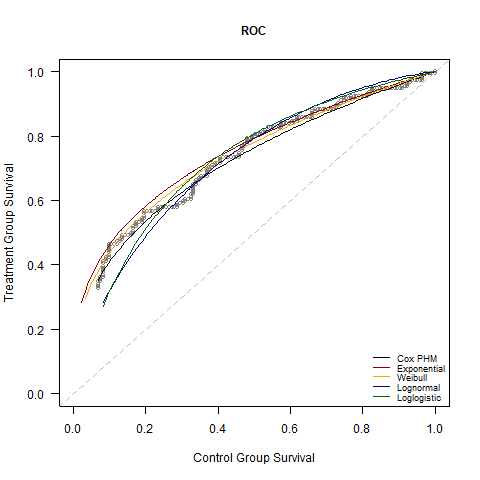 ROC
Treatment Group Survival
1.0
0.8
0.6
0.4
0.2
0.0
Cox PHM
Exponential
Weibull
Lognormal
Loglogistic
0.0 0.2 0.4 0.6 0.8 1.0
Control Group Survival